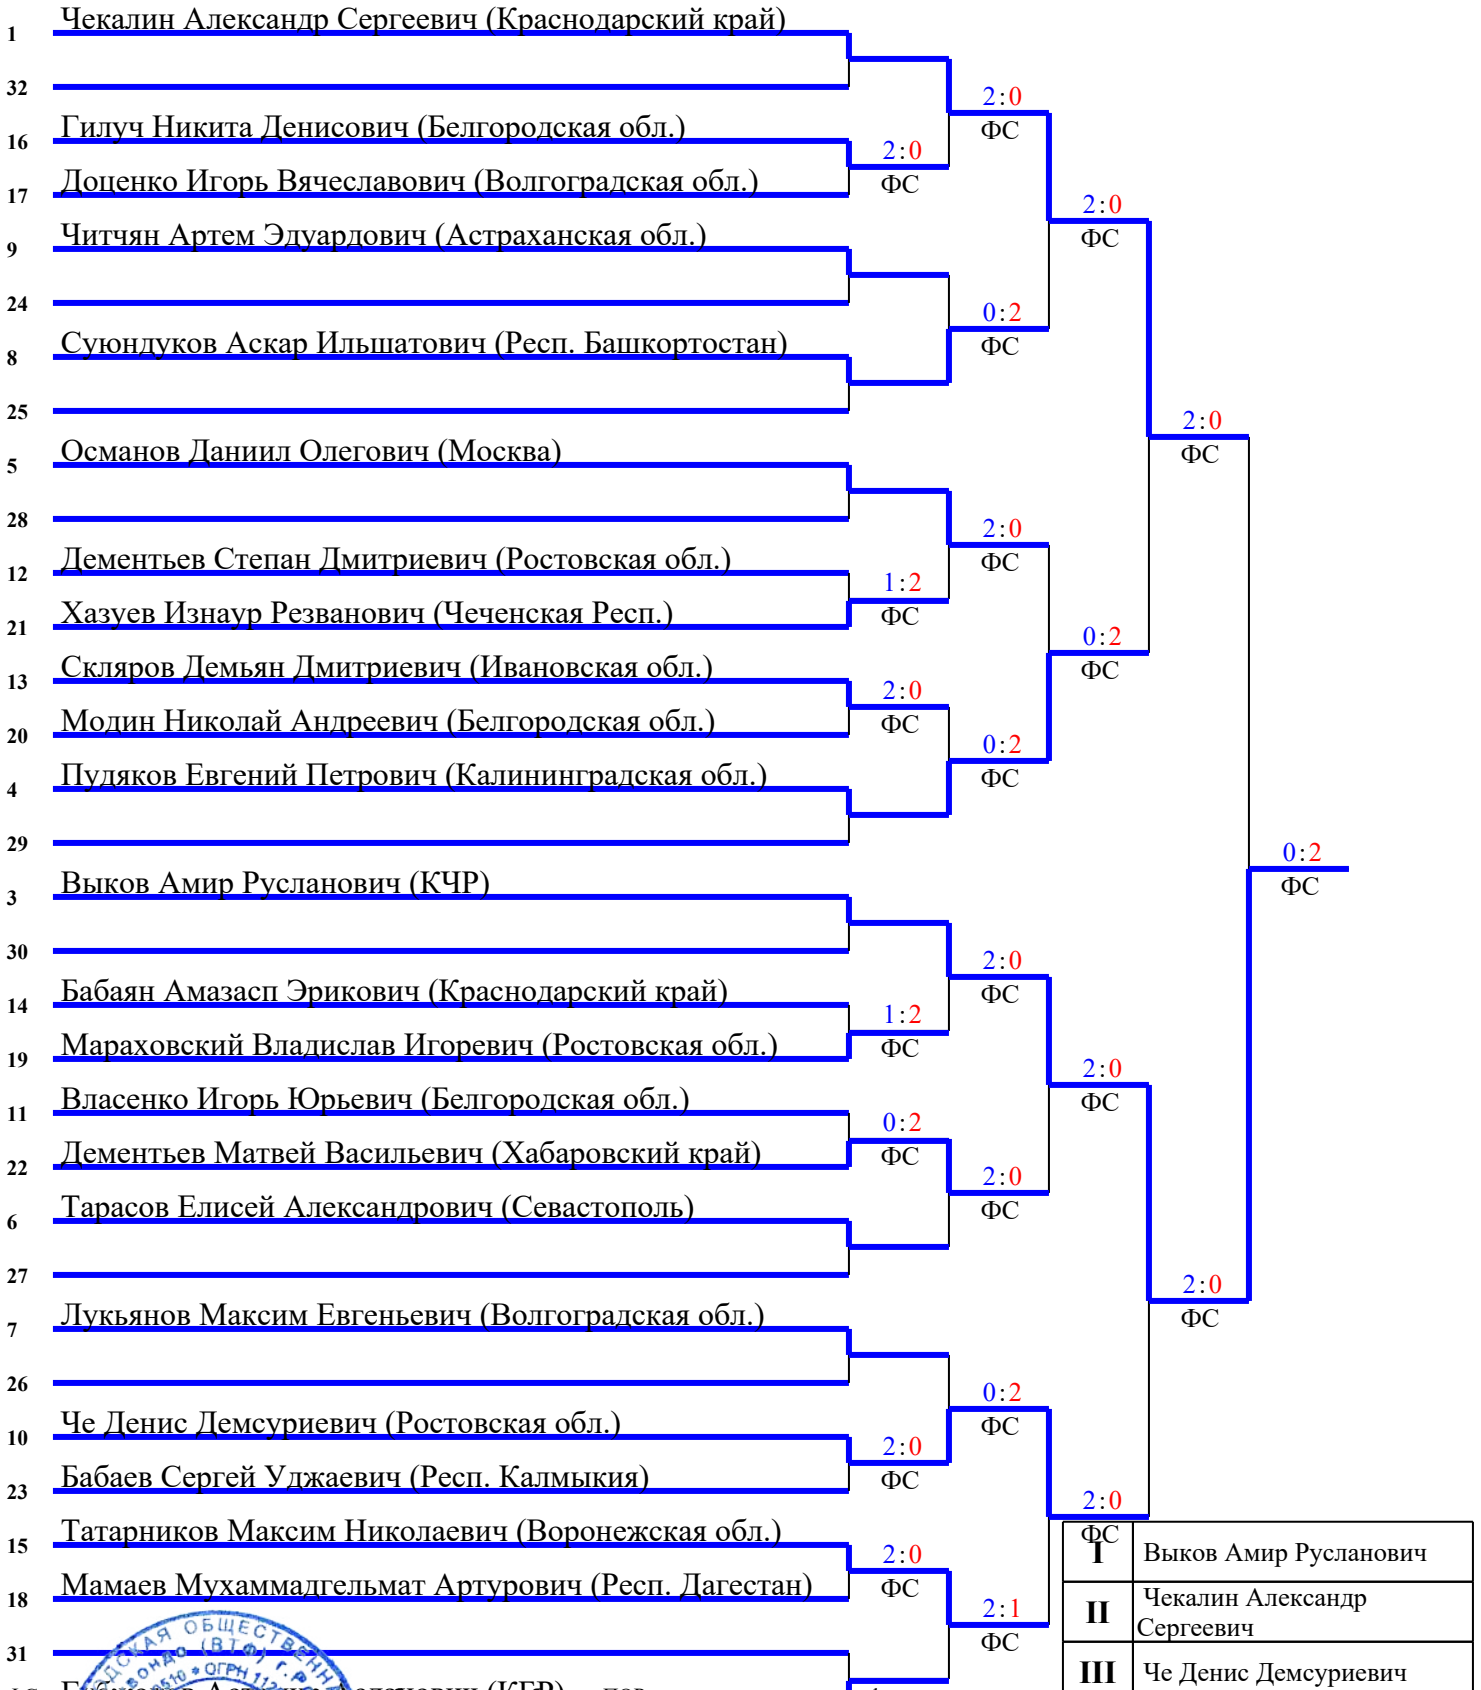 1 Чекалин Александр Сергеевич (Краснодарский край)
32
2:0
ФС
16 Гилуч Никита Денисович (Белгородская обл.)
2:0
ФС
17 Доценко Игорь Вячеславович (Волгоградская обл.)
2:0
ФС
9 Читчян Артем Эдуардович (Астраханская обл.)
24
0:2
ФС
8 Суюндуков Аскар Ильшатович (Респ. Башкортостан)
25
2:0
ФС
5 Османов Даниил Олегович (Москва)
28
2:0
ФС
12 Дементьев Степан Дмитриевич (Ростовская обл.)
1:2
ФС
21 Хазуев Изнаур Резванович (Чеченская Респ.)
0:2
ФС
13 Скляров Демьян Дмитриевич (Ивановская обл.)
2:0
ФС
20 Модин Николай Андреевич (Белгородская обл.)
0:2
ФС
4 Пудяков Евгений Петрович (Калининградская обл.)
29
0:2
ФС
3 Выков Амир Русланович (КЧР)
30
2:0
ФС
14 Бабаян Амазасп Эрикович (Краснодарский край)
1:2
ФС
19 Мараховский Владислав Игоревич (Ростовская обл.)
2:0
ФС
11 Власенко Игорь Юрьевич (Белгородская обл.)
0:2
ФС
22 Дементьев Матвей Васильевич (Хабаровский край)
2:0
ФС
6 Тарасов Елисей Александрович (Севастополь)
27
2:0
ФС
7 Лукьянов Максим Евгеньевич (Волгоградская обл.)
26
0:2
ФС
10 Че Денис Демсуриевич (Ростовская обл.)
2:0
ФС
23 Бабаев Сергей Уджаевич (Респ. Калмыкия)
2:0
ФС
15 Татарников Максим Николаевич (Воронежская обл.)
2:0
ФС
18 Мамаев Мухаммадгельмат Артурович (Респ. Дагестан)
2:1
ФС
31
I Выков Амир Русланович
II Чекалин Александр
Сергеевич
III Че Денис Демсуриевич
(ВТФ)
ОГРН